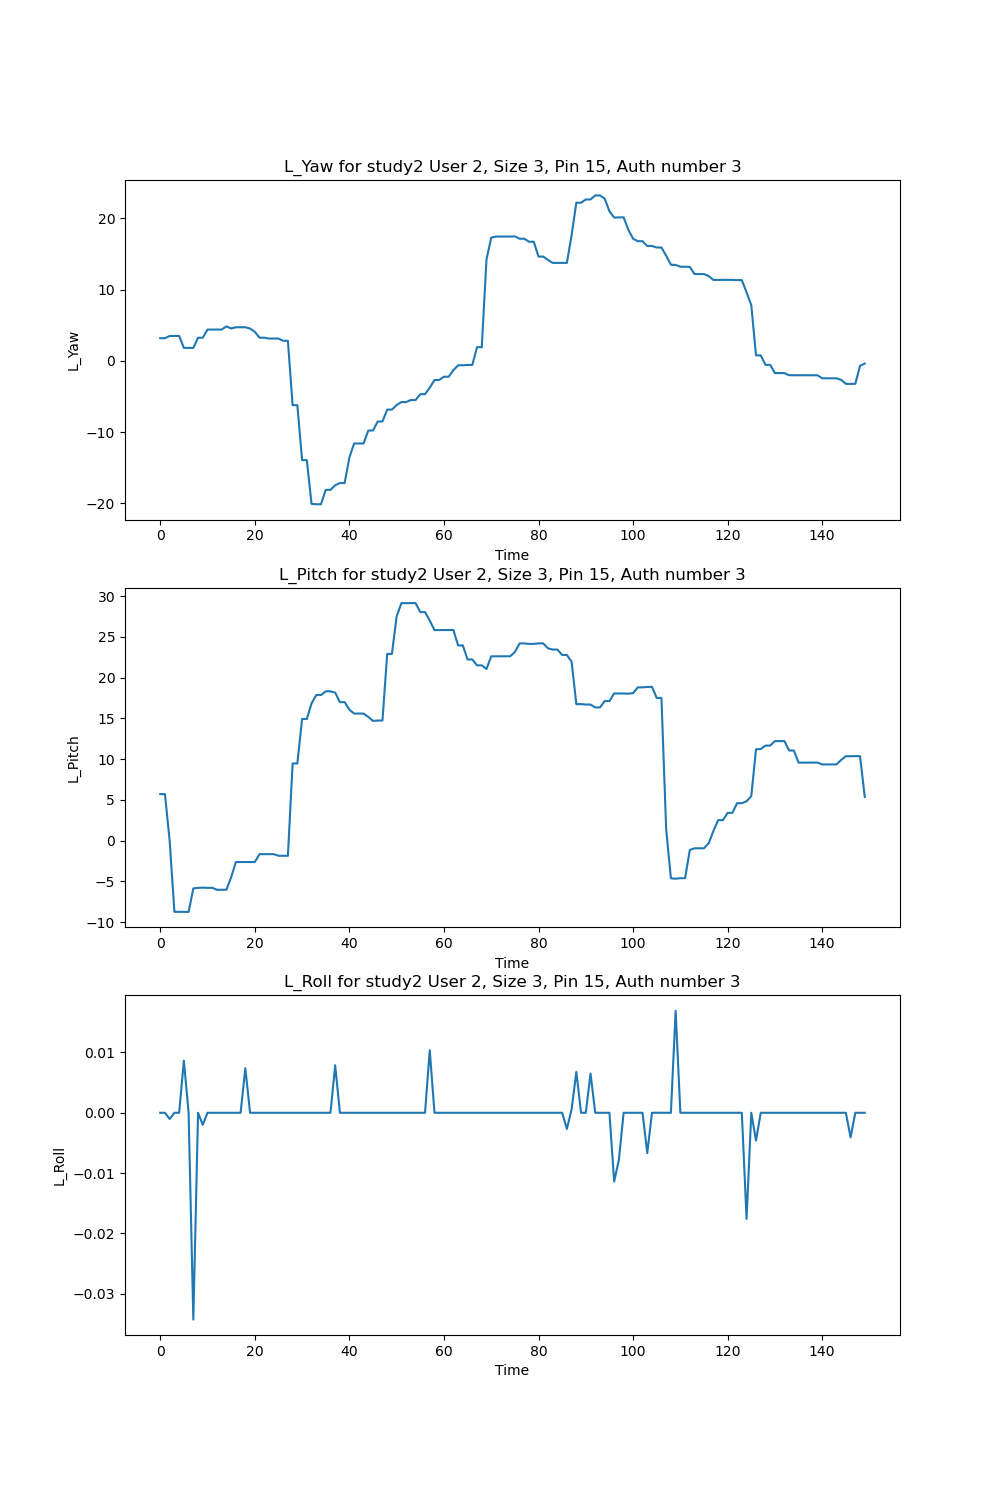 L_Yaw for study2 User 2, Size 3, Pin 15, Auth number 3
20
10
0
−10
−20
L_Yaw
0 20 40 60 80 100 120 140
Time
L_Pitch for study2 User 2, Size 3, Pin 15, Auth number 3
30
25
20
15
10
5
0
−5
−10
L_Pitch
0 20 40 60 80 100 120 140
Time
L_Roll for study2 User 2, Size 3, Pin 15, Auth number 3
0.01
0.00
−0.01
−0.02
−0.03
L_Roll
0 20 40 60 80 100 120 140
Time